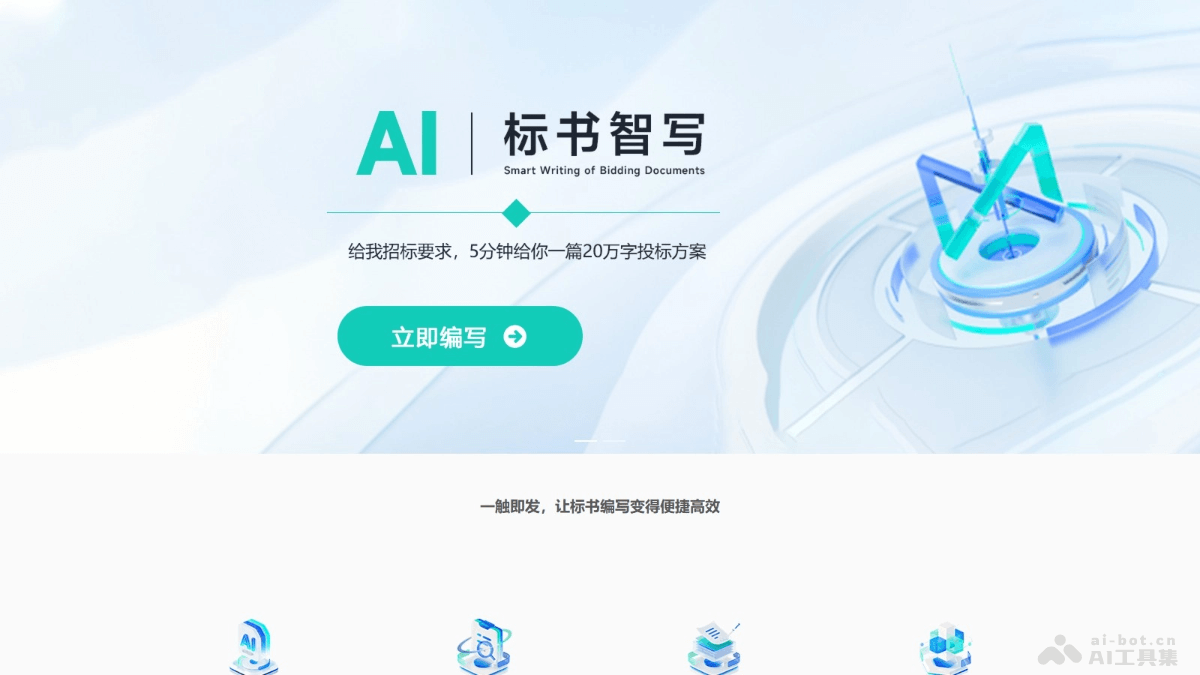 AI
标书智写
Smart Writing of Bidding Documents
给我招标要求，5分钟给你一篇20万字投标方案
立即编写
一触即发，让标书编写变得便捷高效
AI
ai-bot.cn
AI工具集